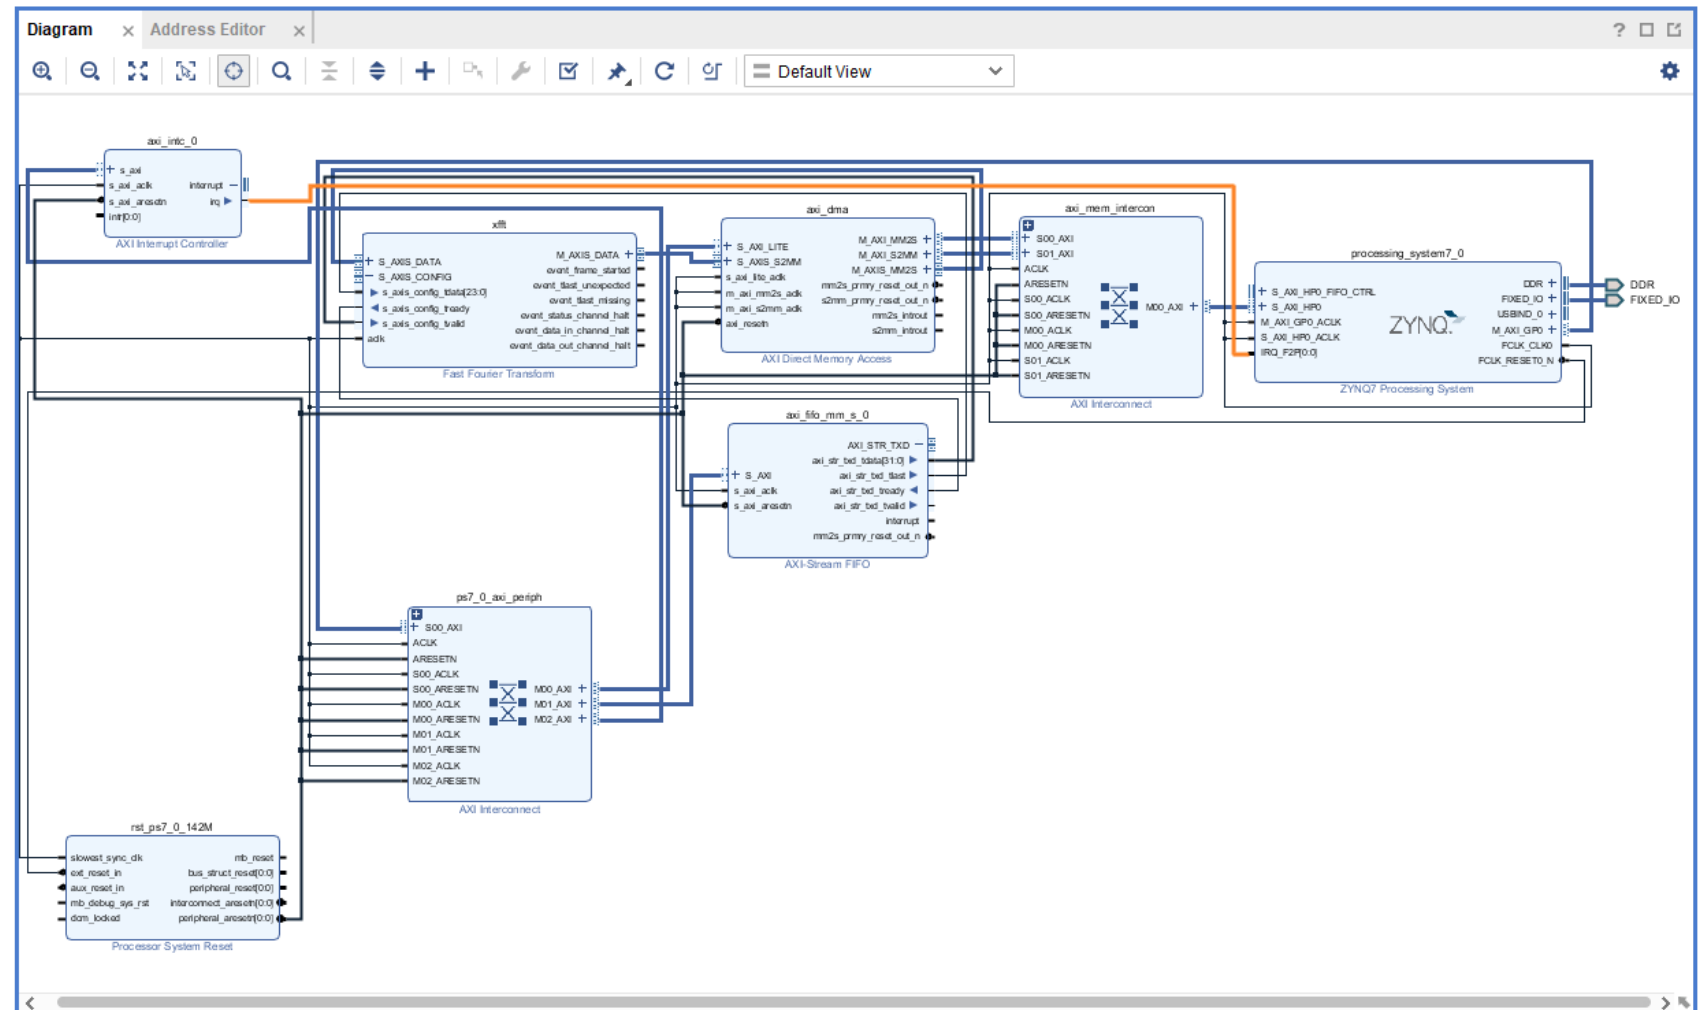 Diagram
Address Editor
Default View
axi_intc_0
s_axi
s_axi_aclk
s_axi_aresetn
intr[0:0]
interrupt
irq
AXI Interrupt Controller
xfft
S_AXIS_DATA
S_AXIS_CONFIG
s_axis_config_tdata[23:0]
s_axis_config_tready
s_axis_config_tvalid
aclk
M_AXIS_DATA
event_frame_started
event_tlast_unexpected
event_tlast_missing
event_status_channel_halt
event_data_in_channel_halt
event_data_out_channel_halt
Fast Fourier Transform
axi_dma
S_AXI_LITE
S_AXIS_S2MM
s_axi_lite_aclk
m_axi_mm2s_aclk
m_axi_s2mm_aclk
axi_resetn
M_AXI_MM2S
M_AXI_S2MM
M_AXIS_MM2S
mm2s_prmry_reset_out_n
s2mm_prmry_reset_out_n
mm2s_introut
s2mm_introut
AXI Direct Memory Access
axi_mem_intercon
S00_AXI
S01_AXI
ACLK
ARESETN
S00_ACLK
S00_ARESETN
M00_ACLK
M00_ARESETN
S01_ACLK
S01_ARESETN
M00_AXI
AXI Interconnect
processing_system7_0
S_AXI_HP0_FIFO_CTRL
S_AXI_HP0
M_AXI_GP0_ACLK
S_AXI_HP0_ACLK
IRQ_F2P[0:0]
ZYNQ
DDR
FIXED_IO
USBIND_0
M_AXI_GP0
FCLK_CLK0
FCLK_RESET0_N
ZYNQ7 Processing System
DDR
FIXED_IO
axi_fifo_mm_s_0
S_AXI
s_axi_aclk
s_axi_aresetn
AXI_STR_TXD
axi_str_txd_tdata[31:0]
axi_str_txd_tlast
axi_str_txd_tready
axi_str_txd_tvalid
interrupt
mm2s_prmry_reset_out_n
AXI-Stream FIFO
ps7_0_axi_periph
S00_AXI
ACLK
ARESETN
S00_ACLK
S00_ARESETN
M00_ACLK
M00_ARESETN
M01_ACLK
M01_ARESETN
M02_ACLK
M02_ARESETN
M00_AXI
M01_AXI
M02_AXI
AXI Interconnect
rst_ps7_0_142M
slowest_sync_clk
ext_reset_in
aux_reset_in
mb_debug_sys_rst
dcm_locked
mb_reset
bus_struct_reset[0:0]
peripheral_reset[0:0]
interconnect_aresetn[0:0]
peripheral_aresetn[0:0]
Processor System Reset